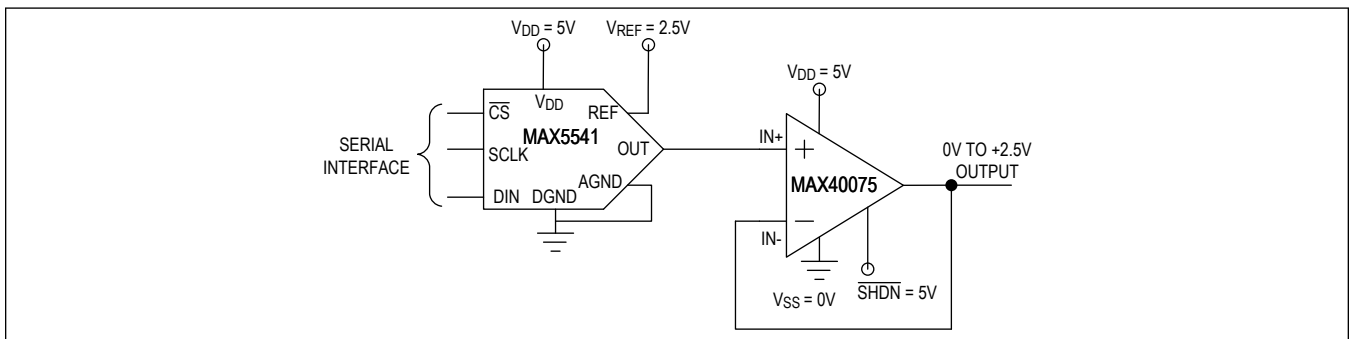 VDD = 5V
VREF = 2.5V
VDD = 5V
CS
VDD
REF
MAX5541
SERIAL
INTERFACE
SCLK
OUT
AGND
DIN
DGND
IN+
+
MAX40075
0V TO +2.5V
OUTPUT
−
IN-
VSS = 0V
SHDN = 5V